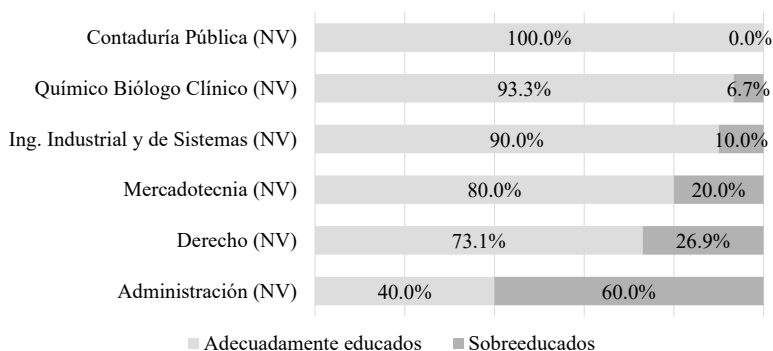 Contaduría Pública (NV) 100.0% 0.0%
Químico Biólogo Clínico (NV) 93.3% 6.7%
Ing. Industrial y de Sistemas (NV) 90.0% 10.0%
Mercadotecnia (NV) 80.0% 20.0%
Derecho (NV) 73.1% 26.9%
Administración (NV) 40.0% 60.0%
Adecuadamente educados Sobreeducados